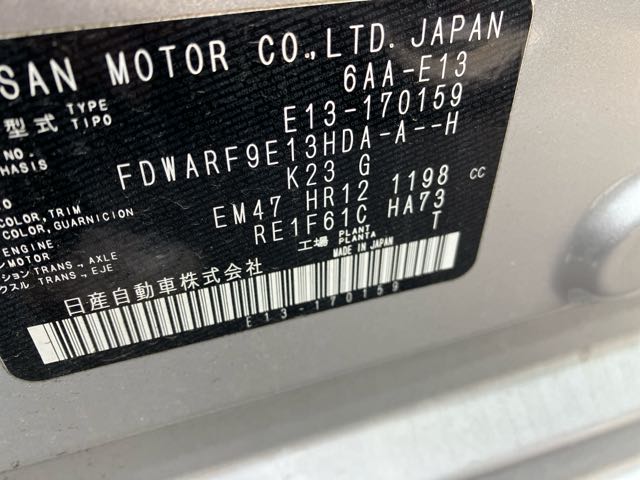 SAN MOTOR CO.,LTD. JAPAN
TYPE 6AA-E13
型式 TIPO
NO. E13-170159
HASIS
FDWARF9E13HDA-A--H
COLOR, TRIM K23 G
COLOR, GUARNICION
ENGINE EM47 HR12 1198 CC
MOTOR
TRANS., AXLE RE1F61C HA73
TRANS., EJE
工場 PLANT PLANTA T
MADE IN JAPAN
日産自動車株式会社
E13-170159